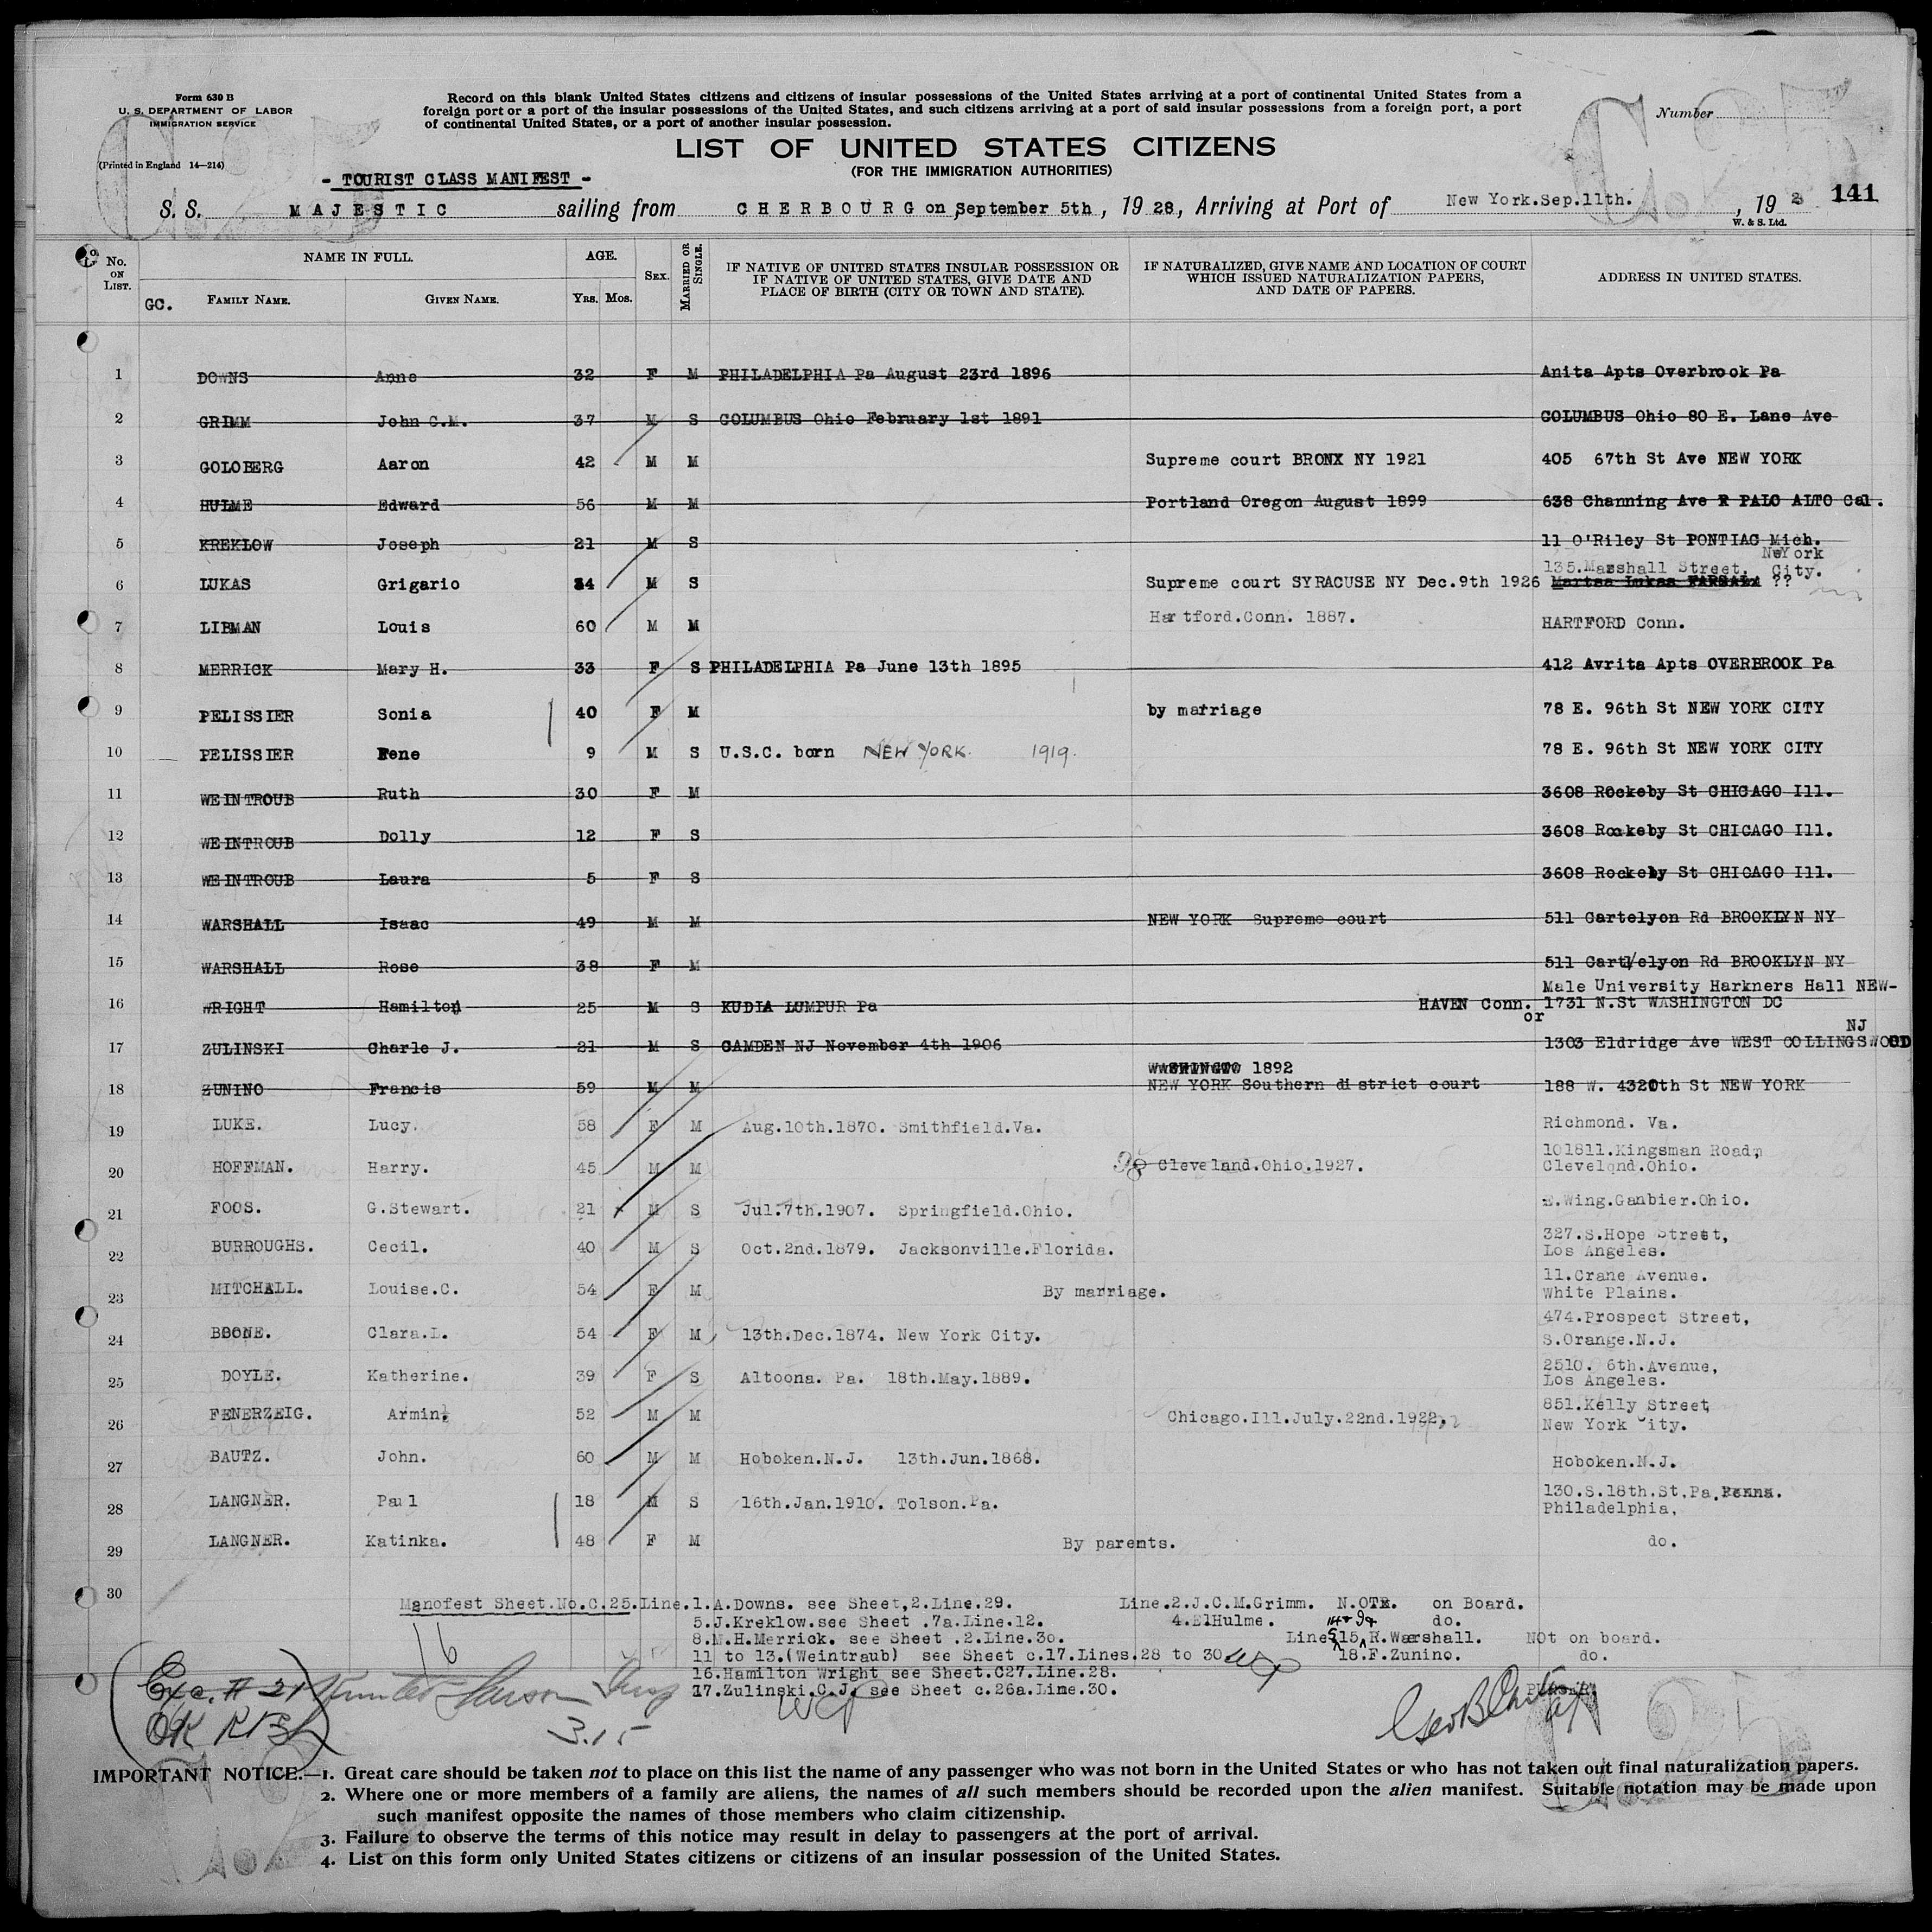 Form 630 B
U. S. DEPARTMENT OF LABOR
IMMIGRATION SERVICE
(Printed in England 14—214)
Record on this blank United States citizens and citizens of insular possessions of the United States arriving at a port of continental United States from a
foreign port or a port of the insular possessions of the United States, and such citizens arriving at a port of said insular possessions from a foreign port, a port
of continental United States, or a port of another insular possession.
Number
LIST OF UNITED STATES CITIZENS
(FOR THE IMMIGRATION AUTHORITIES)
- TOURIST CLASS MANIFEST -
S. S. MAJESTIC sailing from CHERBOURG on September 5th, 19 28, Arriving at Port of New York.Sep.11th. , 19 2 141
W. & S. Ltd.
No. ON LIST. NAME IN FULL. AGE. SEX. MARRIED OR SINGLE. IF NATIVE OF UNITED STATES INSULAR POSSESSION OR IF NATIVE OF UNITED STATES, GIVE DATE AND PLACE OF BIRTH (CITY OR TOWN AND STATE). IF NATURALIZED, GIVE NAME AND LOCATION OF COURT WHICH ISSUED NATURALIZATION PAPERS, AND DATE OF PAPERS. ADDRESS IN UNITED STATES.
GC. FAMILY NAME. GIVEN NAME. Yrs. Mos.
1 DOWNS Anne 32 F M PHILADELPHIA Pa August 23rd 1896 Anita Apts Overbrook Pa
2 GRIMM John C.M. 37 M S COLUMBUS Ohio February 1st 1891 COLUMBUS Ohio 80 E. Lane Ave
3 GOLOBERG Aaron 42 M M Supreme court BRONX NY 1921 405 67th St Ave NEW YORK
4 HULME Edward 56 M M Portland Oregon August 1899 638 Channing Ave R PALO ALTO Cal.
5 KREKLOW Joseph 21 M S 11 O'Riley St PONTIAC Mich.
135.Marshall Street. NeYork City.
6 LUKAS Grigario 34 M S Supreme court SYRACUSE NY Dec.9th 1926 Martsa Lukas FARSALA ??
7 LIBMAN Louis 60 M M Hartford.Conn. 1887. HARTFORD Conn.
8 MERRICK Mary H. 33 F S PHILADELPHIA Pa June 13th 1895 412 Avrita Apts OVERBROOK Pa
9 PELISSIER Sonia 40 F M by marriage 78 E. 96th St NEW YORK CITY
10 PELISSIER Rene 9 M S U.S.C. born NEW YORK. 1919. 78 E. 96th St NEW YORK CITY
11 WEINTROUB Ruth 30 F M 3608 Rockeby St CHICAGO Ill.
12 WEINTROUB Dolly 12 F S 3608 Rokeby St CHICAGO Ill.
13 WEINTROUB Laura 5 F S 3608 Rockeby St CHICAGO Ill.
14 WARSHALL Isaac 49 M M NEW YORK Supreme court 511 Cartelyon Rd BROOKLYN NY
15 WARSHALL Rose 38 F M 511 Cart/elyon Rd BROOKLYN NY
Male University Harkners Hall NEW-
16 WRIGHT Hamilton 25 M S KUDIA LUMPUR Pa HAVEN Conn. or 1731 N.St WASHINGTON DC
17 ZULINSKI Charle J. 21 M S CAMDEN NJ November 4th 1906 1303 Eldridge Ave WEST COLLINGSWOOD NJ
WASHINGTO 1892
18 ZUNINO Francis 59 M M NEW YORK Southern district court 188 W. 4320th St NEW YORK
19 LUKE. Lucy. 58 F M Aug.10th.1870. Smithfield.Va. Richmond. Va.
20 HOFFMAN. Harry. 45 M M Cleveland.Ohio.1927. 101811.Kingsman Road, Cleveland.Ohio.
21 FOOS. G.Stewart. 21 M S Jul.7th.1907. Springfield.Ohio. E.Wing.Ganbier.Ohio.
22 BURROUGHS. Cecil. 40 M S Oct.2nd.1879. Jacksonville.Florida. 327.S.Hope Street, Los Angeles.
23 MITCHALL. Louise.C. 54 F M By marriage. 11.Crane Avenue. White Plains.
24 BOONE. Clara.L. 54 F M 13th.Dec.1874. New York City. 474.Prospect Street, S.Orange.N.J.
25 DOYLE. Katherine. 39 F S Altoona. Pa. 18th.May.1889. 2510. 6th.Avenue, Los Angeles.
26 FENERZEIG. Armin. 52 M M Chicago.Ill.July.22nd.1922. 851.Kelly Street New York City.
27 BAUTZ. John. 60 M M Hoboken.N.J. 13th.Jun.1868. Hoboken.N.J.
28 LANGNER. Paul 18 M S 16th.Jan.1910. Tolson.Pa. 130.S.18th.St.Pa.Penna. Philadelphia,
29 LANGNER. Katinka. 48 F M By parents. do.
30
Manofest Sheet.No.C.25.Line.1.A.Downs. see Sheet,2.Line.29. Line.2.J.C.M.Grimm. N.OTE. on Board.
5.J.Kreklow.see Sheet .7a.Line.12. 4.ElHulme. do.
8.M.H.Merrick. see Sheet .2.Line.30. Lines 14 & 15 R.Warshall. NOt on board.
11 to 13.(Weintraub) see Sheet c.17.Lines.28 to 30 18.F.Zunino. do.
16.Hamilton Wright see Sheet.C27.Line.28.
17.Zulinski.C.J. see Sheet c.26a.Line.30.
PURSER.
16
OK
3.15
C. 25
IMPORTANT NOTICE.—1. Great care should be taken not to place on this list the name of any passenger who was not born in the United States or who has not taken out final naturalization papers.
2. Where one or more members of a family are aliens, the names of all such members should be recorded upon the alien manifest. Suitable notation may be made upon
such manifest opposite the names of those members who claim citizenship.
3. Failure to observe the terms of this notice may result in delay to passengers at the port of arrival.
4. List on this form only United States citizens or citizens of an insular possession of the United States.